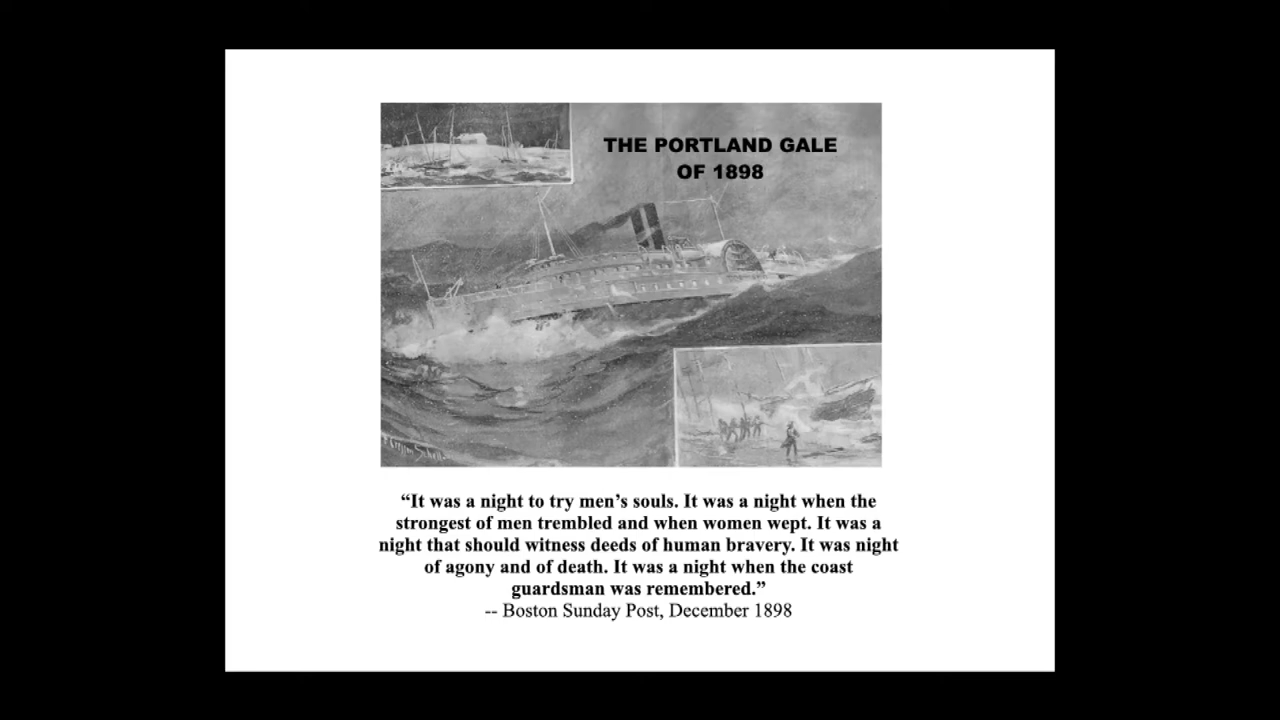 THE PORTLAND GALE
OF 1898
“It was a night to try men’s souls. It was a night when the
strongest of men trembled and when women wept. It was a
night that should witness deeds of human bravery. It was night
of agony and of death. It was a night when the coast
guardsman was remembered.”
-- Boston Sunday Post, December 1898